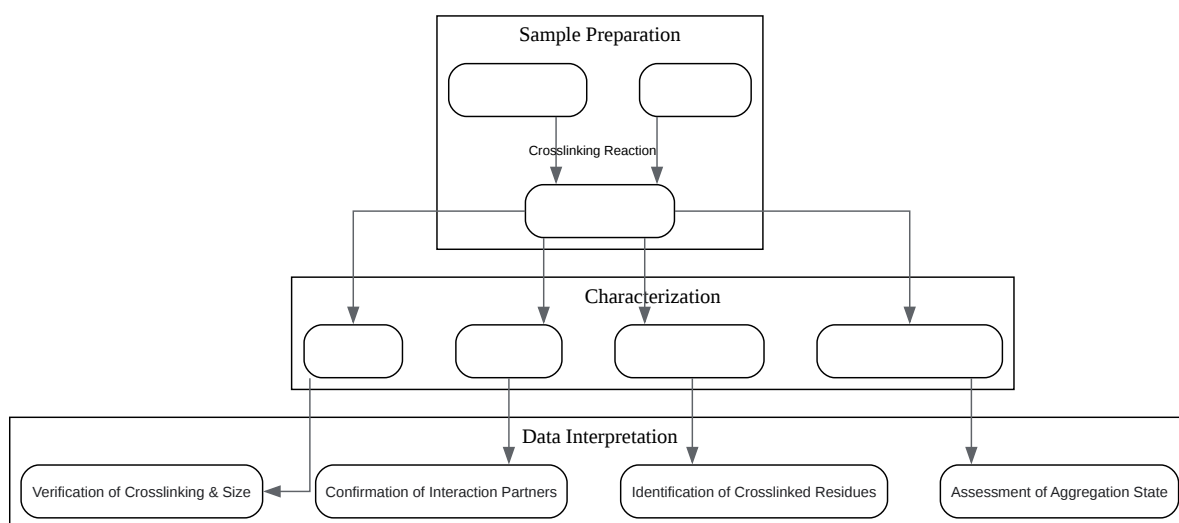 Sample Preparation
Crosslinking Reaction
Characterization
Data Interpretation
Verification of Crosslinking & Size
Confirmation of Interaction Partners
Identification of Crosslinked Residues
Assessment of Aggregation State